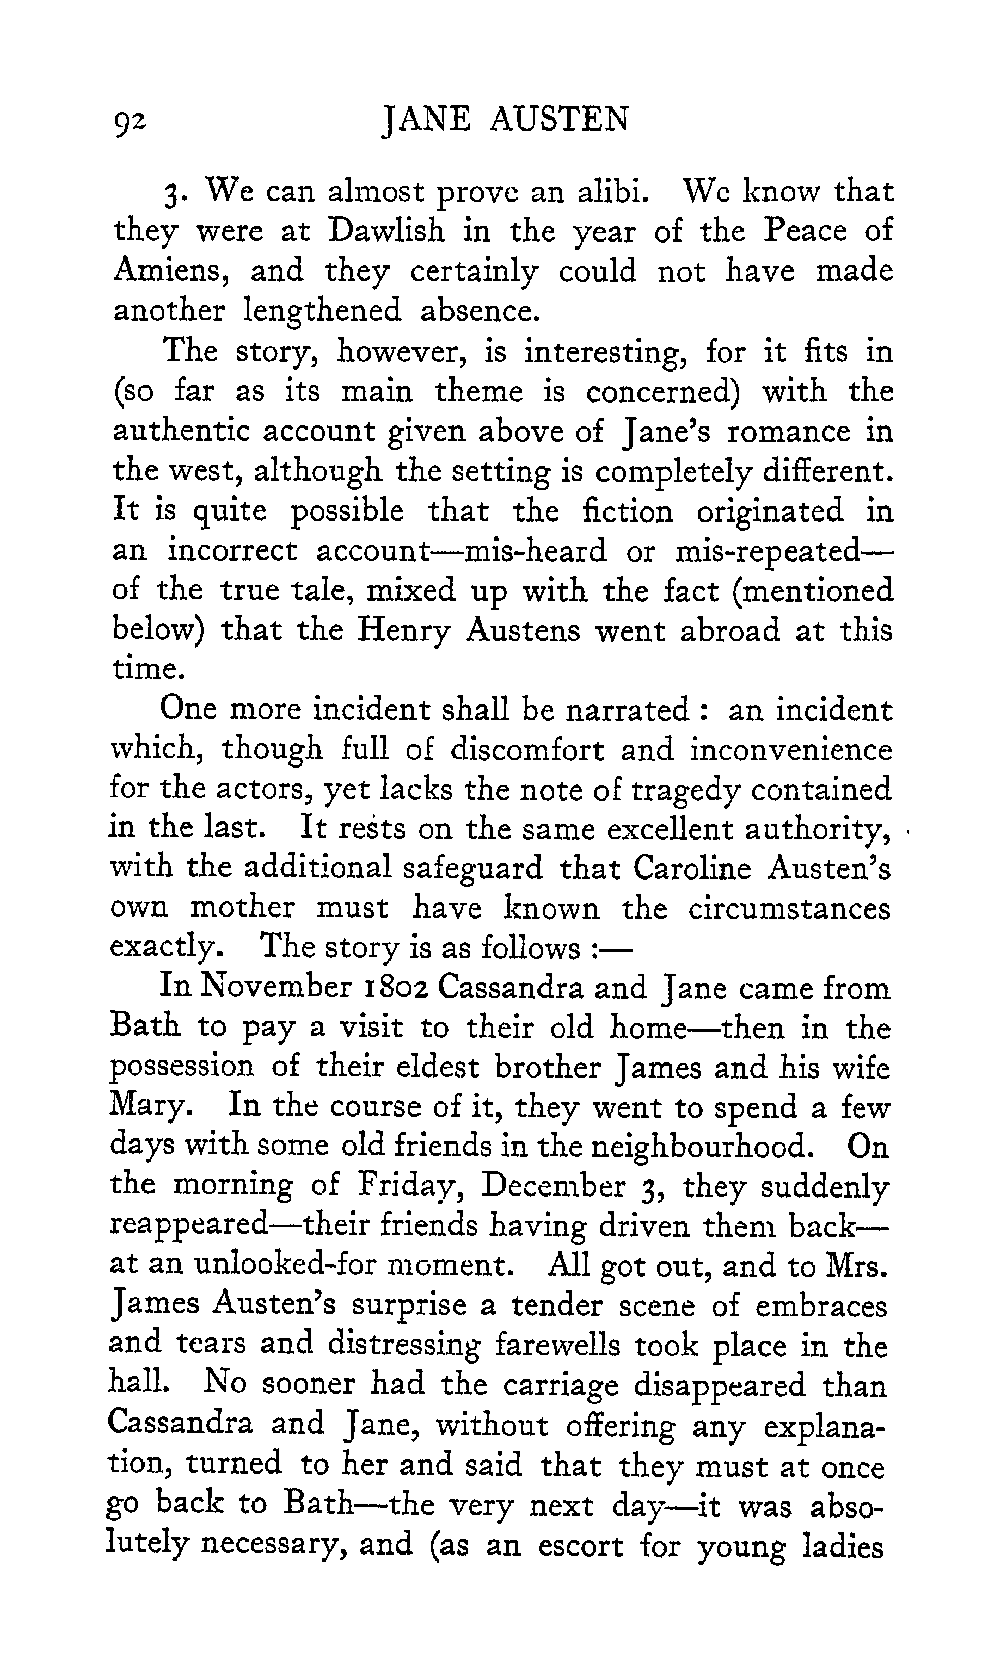 92 JANE AUSTEN
3. We can almost prove an alibi. We know that
they were at Dawlish in the year of the Peace of
Amiens, and they certainly could not have made
another lengthened absence.
The story, however, is interesting, for it fits in
(so far as its main theme is concerned) with the
authentic account given above of Jane's romance in
the west, although the setting is completely different.
It is quite possible that the fiction originated in
an incorrect account—mis-heard or mis-repeated—
of the true tale, mixed up with the fact (mentioned
below) that the Henry Austens went abroad at this
time.
One more incident shall be narrated : an incident
which, though full of discomfort and inconvenience
for the actors, yet lacks the note of tragedy contained
in the last. It rests on the same excellent authority,
with the additional safeguard that Caroline Austen's
own mother must have known the circumstances
exactly. The story is as follows :—
In November 1802 Cassandra and Jane came from
Bath to pay a visit to their old home—then in the
possession of their eldest brother James and his wife
Mary. In the course of it, they went to spend a few
days with some old friends in the neighbourhood. On
the morning of Friday, December 3, they suddenly
reappeared—their friends having driven them back—
at an unlooked-for moment. All got out, and to Mrs.
James Austen's surprise a tender scene of embraces
and tears and distressing farewells took place in the
hall. No sooner had the carriage disappeared than
Cassandra and Jane, without offering any explana-
tion, turned to her and said that they must at once
go back to Bath—the very next day—it was abso-
lutely necessary, and (as an escort for young ladies